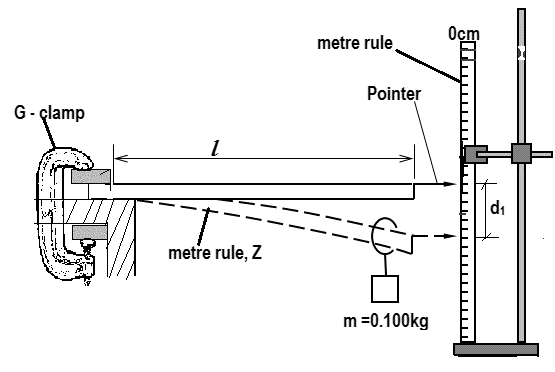 0cm
metre rule
Pointer
G - clamp
l
d₁
metre rule, Z
m =0.100kg